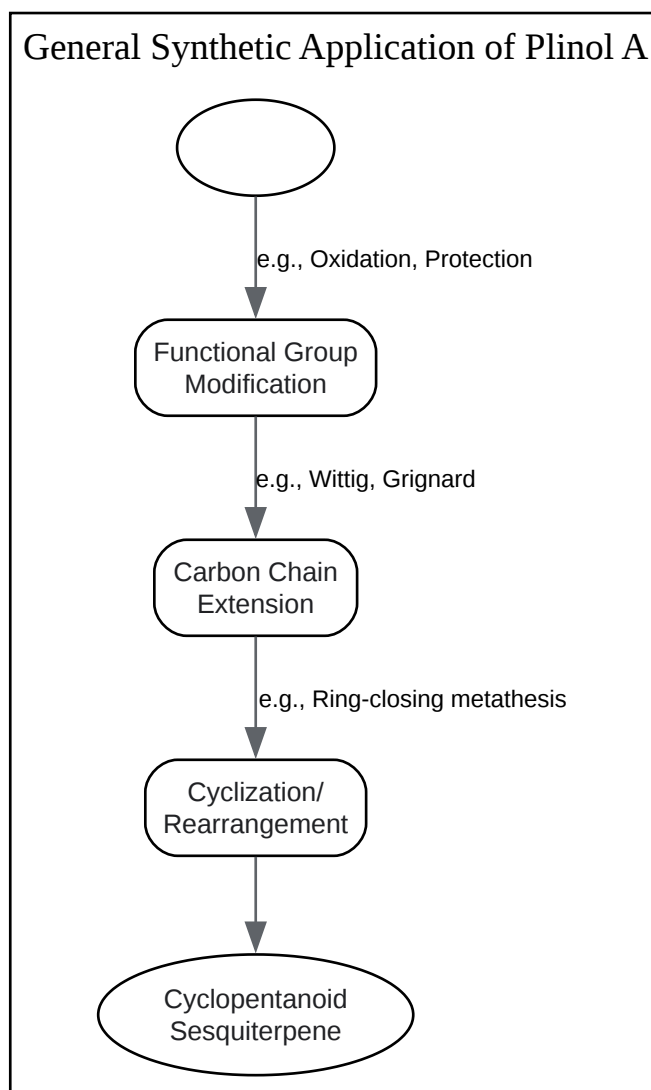 General Synthetic Application of Plinol A
e.g., Oxidation, Protection
Functional Group
Modification
e.g., Wittig, Grignard
Carbon Chain
Extension
e.g., Ring-closing metathesis
Cyclization/
Rearrangement
Cyclopentanoid
Sesquiterpene